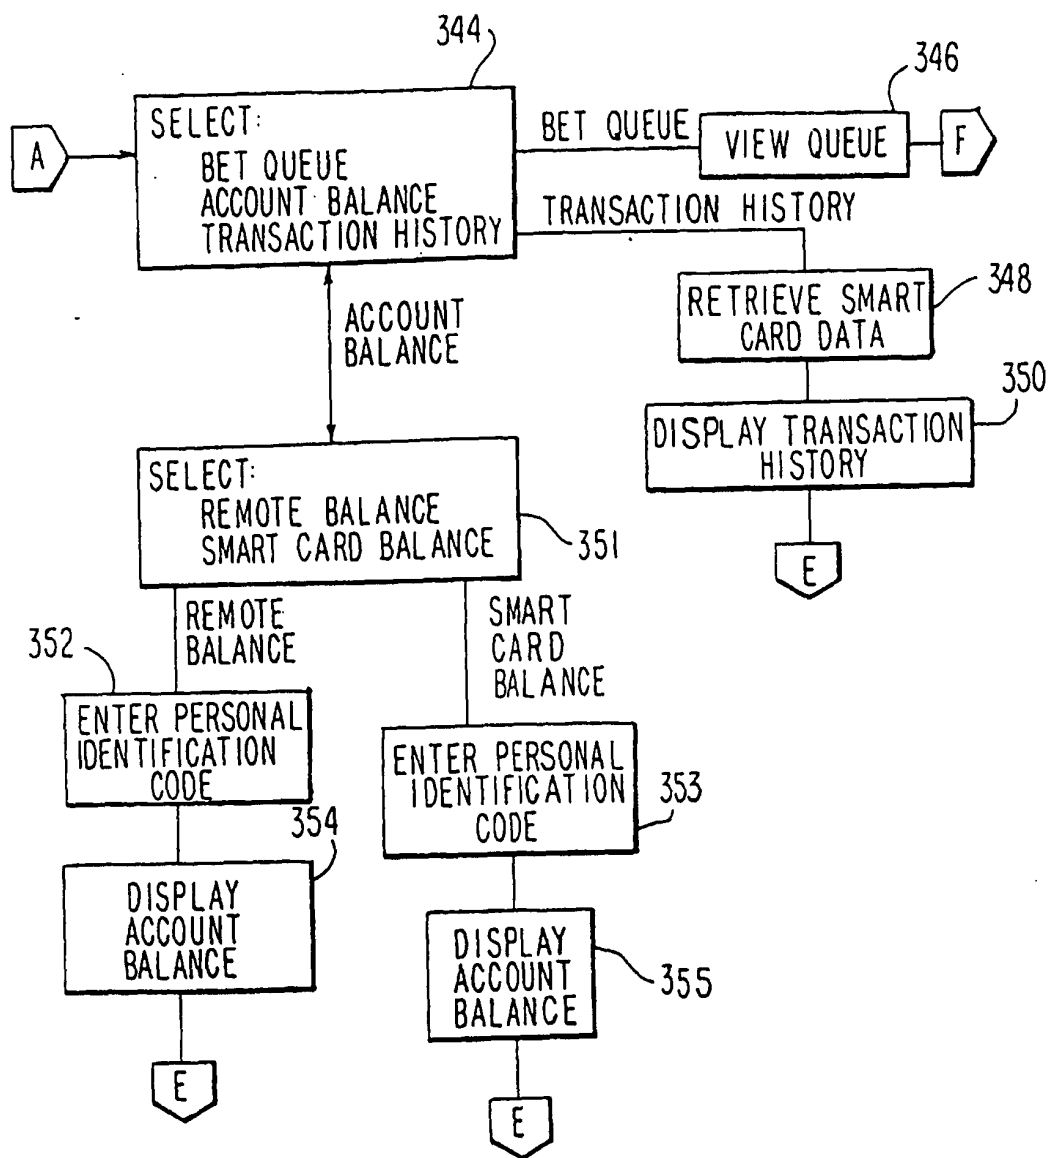 344
346
A
SELECT:
BET QUEUE
ACCOUNT BALANCE
TRANSACTION HISTORY
BET QUEUE
VIEW QUEUE
F
TRANSACTION HISTORY
348
RETRIEVE SMART
CARD DATA
350
DISPLAY TRANSACTION
HISTORY
E
ACCOUNT
BALANCE
SELECT:
REMOTE BALANCE
SMART CARD BALANCE
351
REMOTE
BALANCE
SMART
CARD
BALANCE
352
ENTER PERSONAL
IDENTIFICATION
CODE
ENTER PERSONAL
IDENTIFICATION
CODE
353
354
DISPLAY
ACCOUNT
BALANCE
DISPLAY
ACCOUNT
BALANCE
355
E
E